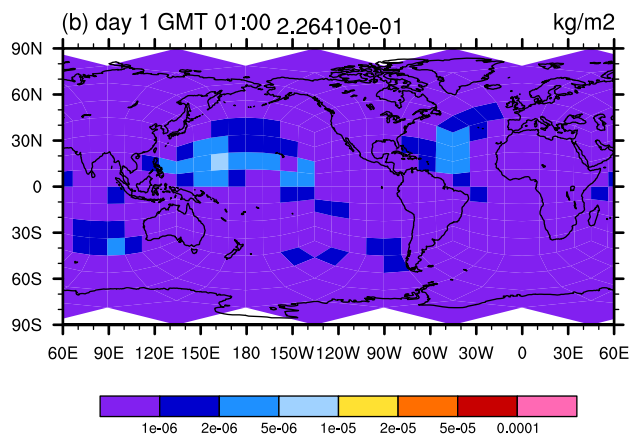 (b) day 1 GMT 01:00 2.26410e-01 kg/m2
90N
60N
30N
0
30S
60S
90S
60E 90E 120E 150E 180 150W 120W 90W 60W 30W 0 30E 60E
1e-06 2e-06 5e-06 1e-05 2e-05 5e-05 0.0001